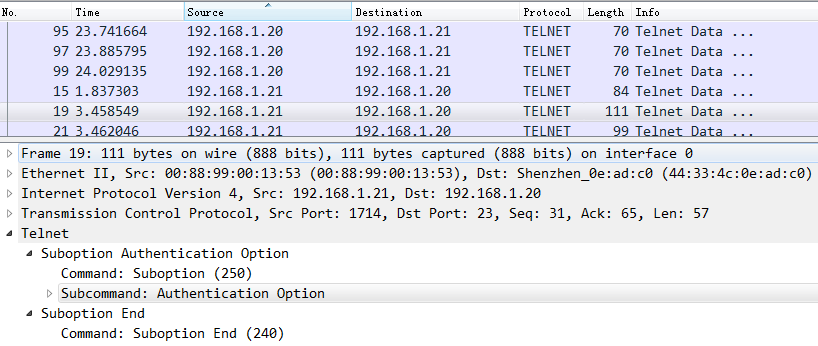 No. Time Source Destination Protocol Length Info
95 23.741664 192.168.1.20 192.168.1.21 TELNET 70 Telnet Data ...
97 23.885795 192.168.1.20 192.168.1.21 TELNET 70 Telnet Data ...
99 24.029135 192.168.1.20 192.168.1.21 TELNET 70 Telnet Data ...
15 1.837303 192.168.1.21 192.168.1.20 TELNET 84 Telnet Data ...
19 3.458549 192.168.1.21 192.168.1.20 TELNET 111 Telnet Data ...
21 3.462046 192.168.1.21 192.168.1.20 TELNET 99 Telnet Data ...
Frame 19: 111 bytes on wire (888 bits), 111 bytes captured (888 bits) on interface 0
Ethernet II, Src: 00:88:99:00:13:53 (00:88:99:00:13:53), Dst: Shenzhen_0e:ad:c0 (44:33:4c:0e:ad:c0)
Internet Protocol Version 4, Src: 192.168.1.21, Dst: 192.168.1.20
Transmission Control Protocol, Src Port: 1714, Dst Port: 23, Seq: 31, Ack: 65, Len: 57
Telnet
Suboption Authentication Option
Command: Suboption (250)
Subcommand: Authentication Option
Suboption End
Command: Suboption End (240)